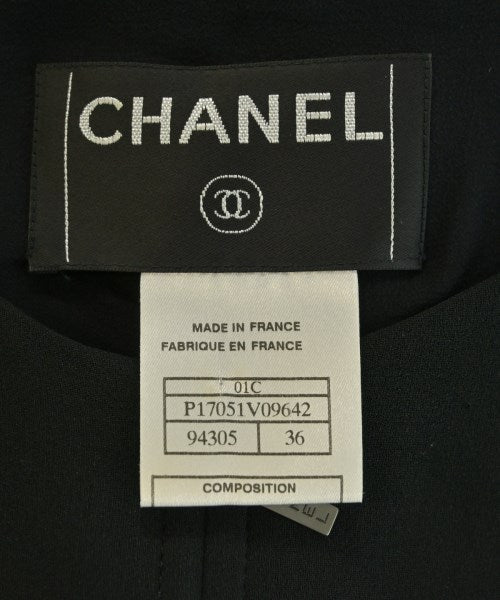 CHANEL
MADE IN FRANCE
FABRIQUE EN FRANCE
01C
P17051V09642
94305 36
COMPOSITION